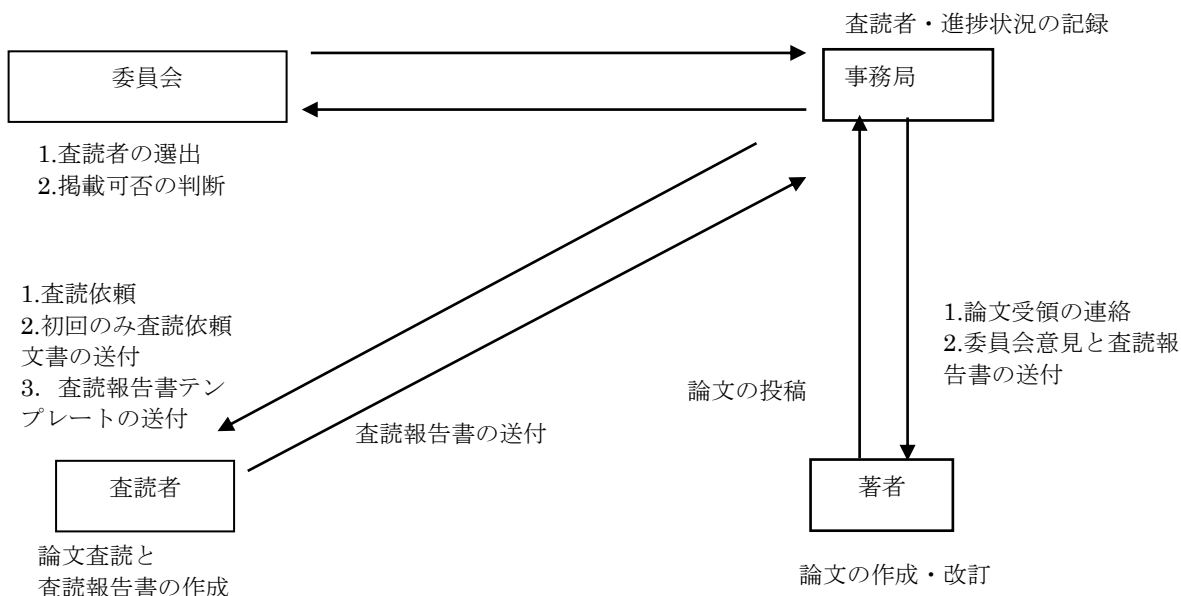 査読者・進捗状況の記録
委員会
事務局
1.査読者の選出
2.掲載可否の判断
1.査読依頼
2.初回のみ査読依頼
文書の送付
3. 査読報告書テン
プレートの送付
1.論文受領の連絡
2.委員会意見と査読報
告書の送付
論文の投稿
査読報告書の送付
査読者
著者
論文査読と
査読報告書の作成
論文の作成・改訂